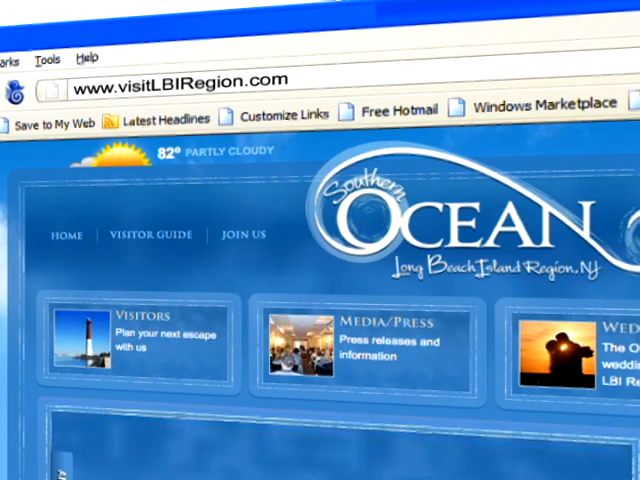 Tools Help
www.visitLBIRegion.com
Save to My Web Latest Headlines Customize Links Free Hotmail Windows Marketplace
82° PARTLY CLOUDY
Southern
OCEAN
Long Beach Island Region, NJ
HOME VISITOR GUIDE JOIN US
VISITORS
Plan your next escape
with us
MEDIA/PRESS
Press releases and
information
WED
The O
weddin
LBI Re